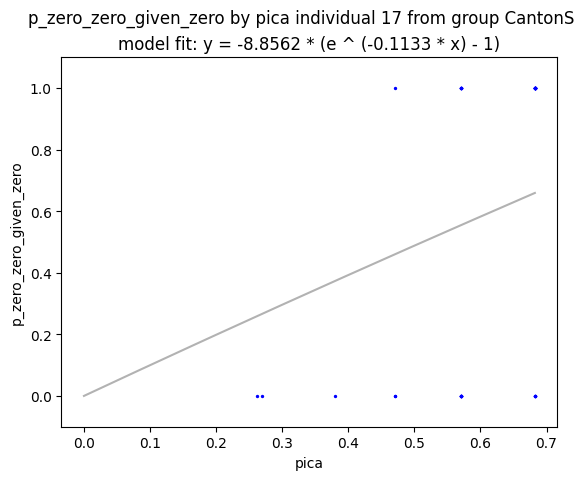 p_zero_zero_given_zero by pica individual 17 from group CantonS
model fit: y = -8.8562 * (e ^ (-0.1133 * x) - 1)
1.0
0.8
0.6
0.4
0.2
0.0
p_zero_zero_given_zero
0.0 0.1 0.2 0.3 0.4 0.5 0.6 0.7
pica